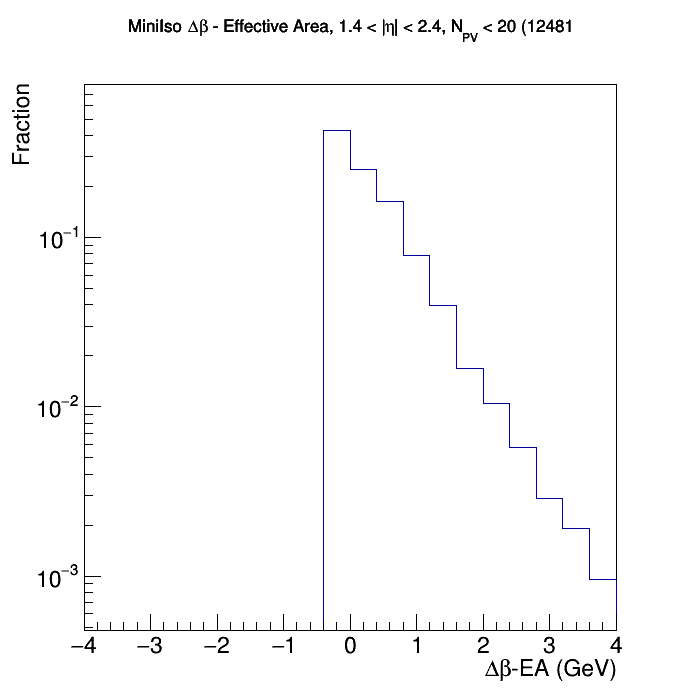 MiniIso Δβ - Effective Area, 1.4 < |η| < 2.4, N_PV < 20 (12481
Fraction
10⁻¹
10⁻²
10⁻³
−4 −3 −2 −1 0 1 2 3 4
Δβ-EA (GeV)